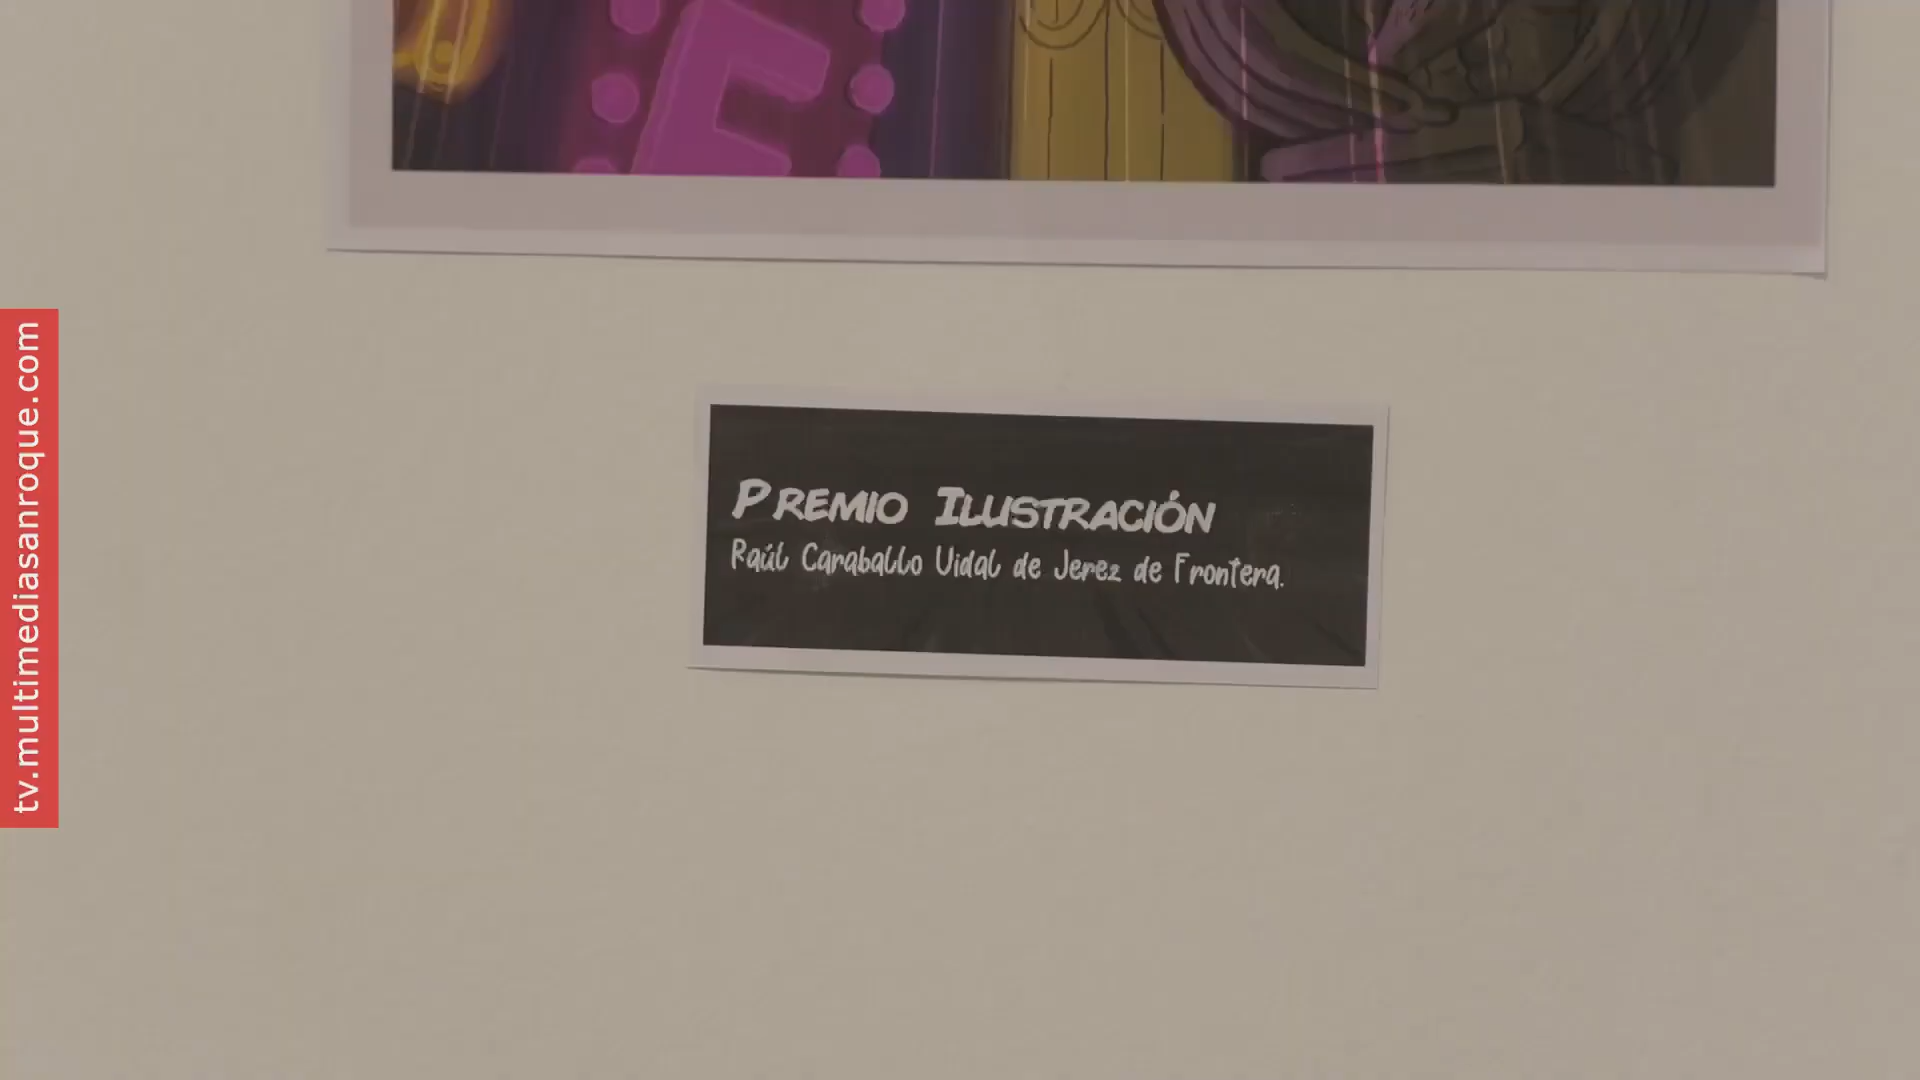 E
PREMIO ILUSTRACIÓN
Raúl Caraballo Vidal de Jerez de Frontera.
tv.multimediasanroque.com